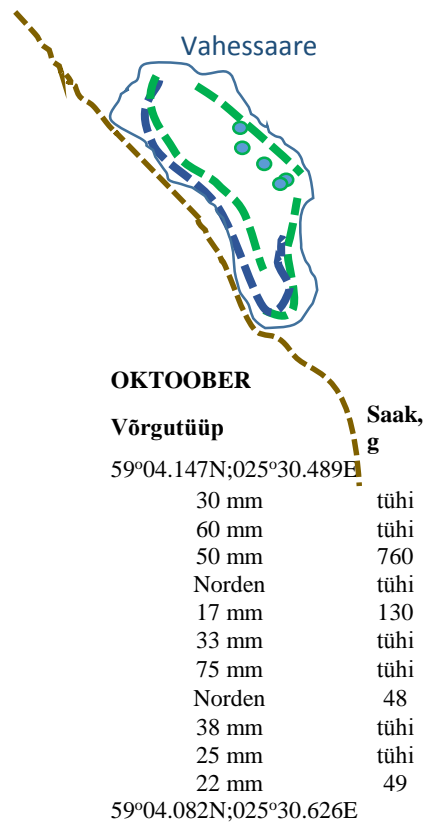 Vahessaare
OKTOOBER
Võrgutüüp Saak, g
59º04.147N;025º30.489E
30 mm tühi
60 mm tühi
50 mm 760
Norden tühi
17 mm 130
33 mm tühi
75 mm tühi
Norden 48
38 mm tühi
25 mm tühi
22 mm 49
59º04.082N;025º30.626E